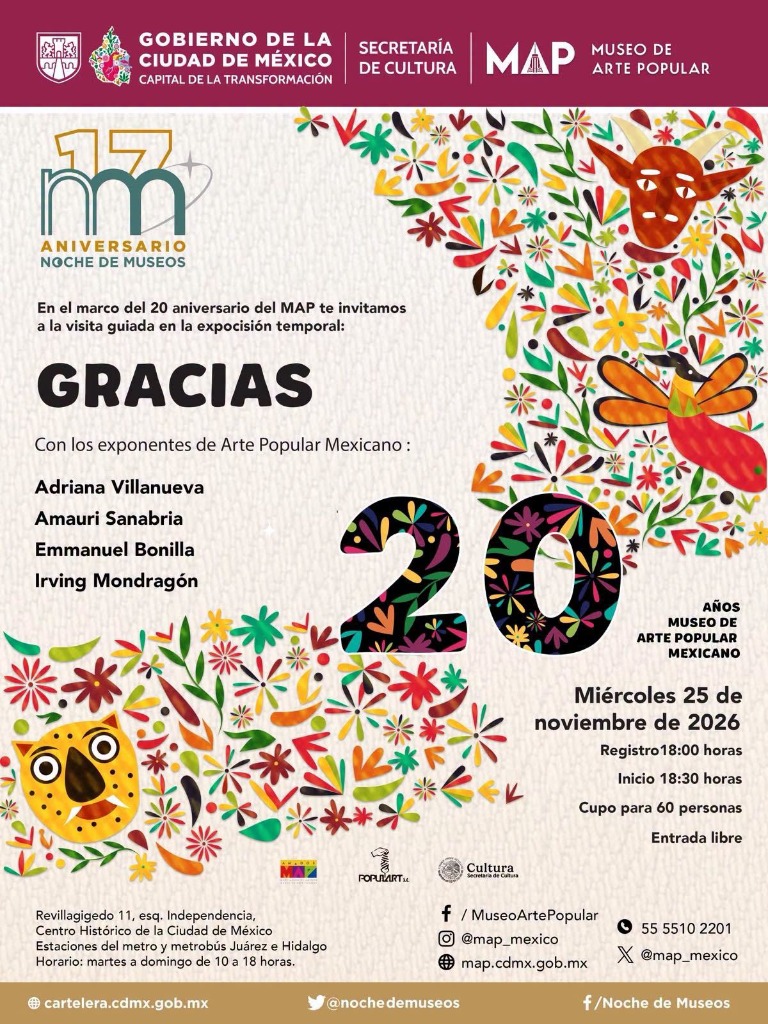 GOBIERNO DE LA
CIUDAD DE MÉXICO
CAPITAL DE LA TRANSFORMACIÓN
SECRETARÍA
DE CULTURA
MAP
MUSEO DE
ARTE POPULAR
17
nm
ANIVERSARIO
NOCHE DE MUSEOS
En el marco del 20 aniversario del MAP te invitamos
a la visita guiada en la expocisión temporal:
GRACIAS
Con los exponentes de Arte Popular Mexicano :
Adriana Villanueva
Amauri Sanabria
Emmanuel Bonilla
Irving Mondragón
20
AÑOS
MUSEO DE
ARTE POPULAR
MEXICANO
Miércoles 25 de
noviembre de 2026
Registro18:00 horas
Inicio 18:30 horas
Cupo para 60 personas
Entrada libre
MAP
POPULART S.C.
Cultura
Secretaría de Cultura
Revillagigedo 11, esq. Independencia,
Centro Histórico de la Ciudad de México
Estaciones del metro y metrobús Juárez e Hidalgo
Horario: martes a domingo de 10 a 18 horas.
/ MuseoArtePopular
@map_mexico
map.cdmx.gob.mx
55 5510 2201
@map_mexico
cartelera.cdmx.gob.mx
@nochedemuseos
/Noche de Museos